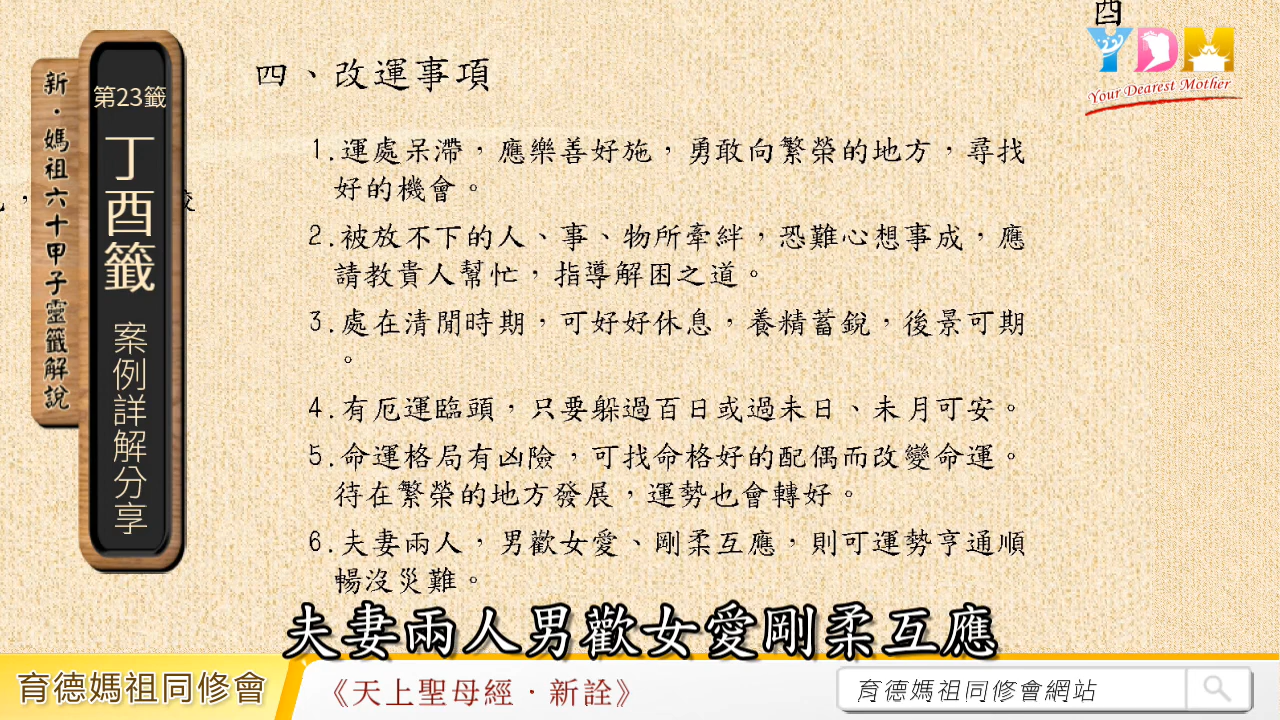 酉
YDM
Your Dearest Mother
新·媽祖六十甲子靈籤解說
第23籤
丁酉籤
案例詳解分享
四、改運事項
1.運處呆滯，應樂善好施，勇敢向繁榮的地方，尋找
好的機會。
2.被放不下的人、事、物所牽絆，恐難心想事成，應
請教貴人幫忙，指導解困之道。
3.處在清閒時期，可好好休息，養精蓄銳，後景可期
。
4.有厄運臨頭，只要躲過百日或過未日、未月可安。
5.命運格局有凶險，可找命格好的配偶而改變命運。
待在繁榮的地方發展，運勢也會轉好。
6.夫妻兩人，男歡女愛、剛柔互應，則可運勢亨通順
暢沒災難。
夫妻兩人男歡女愛剛柔互應
育德媽祖同修會
《天上聖母經·新詮》
育德媽祖同修會網站